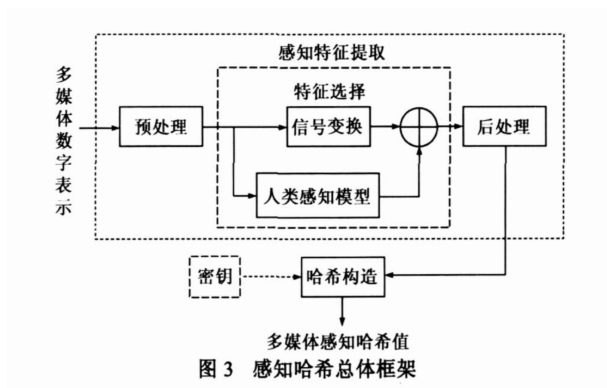 感知特征提取
多媒体数字表示
特征选择
预处理
信号变换
后处理
人类感知模型
密钥
哈希构造
多媒体感知哈希值
图 3 感知哈希总体框架